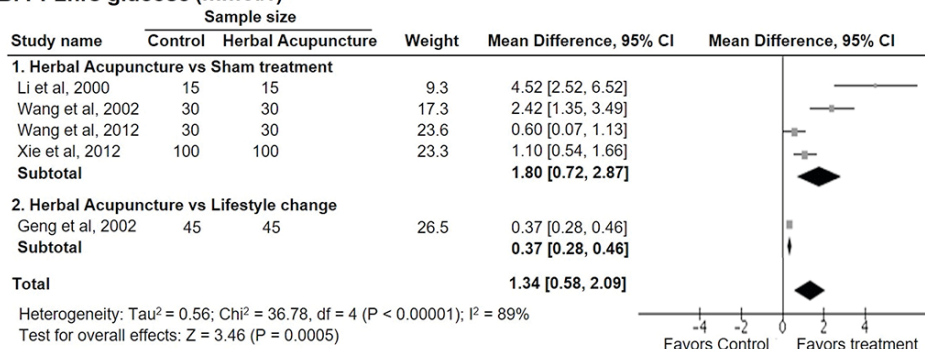 Sample size
Study name Control Herbal Acupuncture Weight Mean Difference, 95% CI Mean Difference, 95% CI
1. Herbal Acupuncture vs Sham treatment
Li et al, 2000 15 15 9.3 4.52 [2.52, 6.52]
Wang et al, 2002 30 30 17.3 2.42 [1.35, 3.49]
Wang et al, 2012 30 30 23.6 0.60 [0.07, 1.13]
Xie et al, 2012 100 100 23.3 1.10 [0.54, 1.66]
Subtotal 1.80 [0.72, 2.87]
2. Herbal Acupuncture vs Lifestyle change
Geng et al, 2002 45 45 26.5 0.37 [0.28, 0.46]
Subtotal 0.37 [0.28, 0.46]
Total 1.34 [0.58, 2.09]
Heterogeneity: Tau² = 0.56; Chi² = 36.78, df = 4 (P < 0.00001); I² = 89%
Test for overall effects: Z = 3.46 (P = 0.0005)
-4 -2 0 2 4
Favors Control Favors treatment